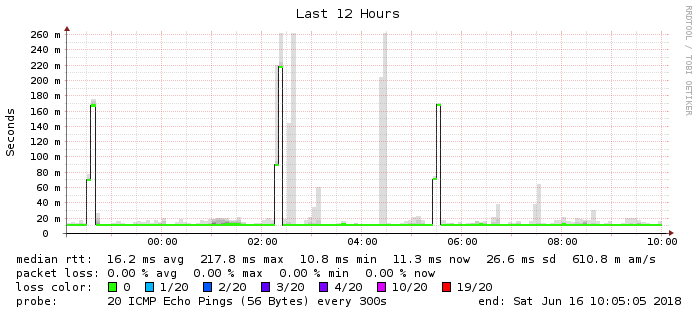 Last 12 Hours
RRDTOOL / TOBI OETIKER
Seconds
260 m
240 m
220 m
200 m
180 m
160 m
140 m
120 m
100 m
80 m
60 m
40 m
20 m
0
00:00 02:00 04:00 06:00 08:00 10:00
median rtt: 16.2 ms avg 217.8 ms max 10.8 ms min 11.3 ms now 26.6 ms sd 610.8 m am/s
packet loss: 0.00 % avg 0.00 % max 0.00 % min 0.00 % now
loss color: 0 1/20 2/20 3/20 4/20 10/20 19/20
probe: 20 ICMP Echo Pings (56 Bytes) every 300s end: Sat Jun 16 10:05:05 2018